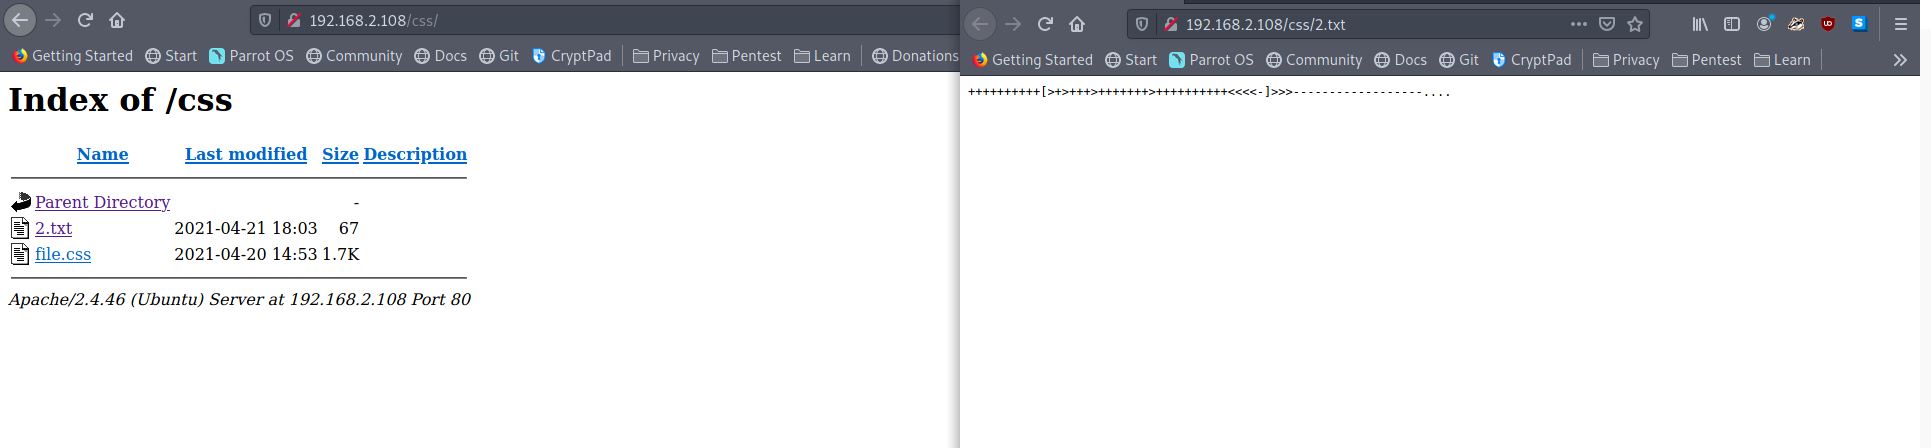 192.168.2.108/css/
Getting Started Start Parrot OS Community Docs Git CryptPad Privacy Pentest Learn Donations
Index of /css
Name Last modified Size Description
Parent Directory -
2.txt 2021-04-21 18:03 67
file.css 2021-04-20 14:53 1.7K
Apache/2.4.46 (Ubuntu) Server at 192.168.2.108 Port 80
192.168.2.108/css/2.txt
Getting Started Start Parrot OS Community Docs Git CryptPad Privacy Pentest Learn
++++++++++[>+>+++>+++++++>++++++++++<<<<-]>>>------------------....